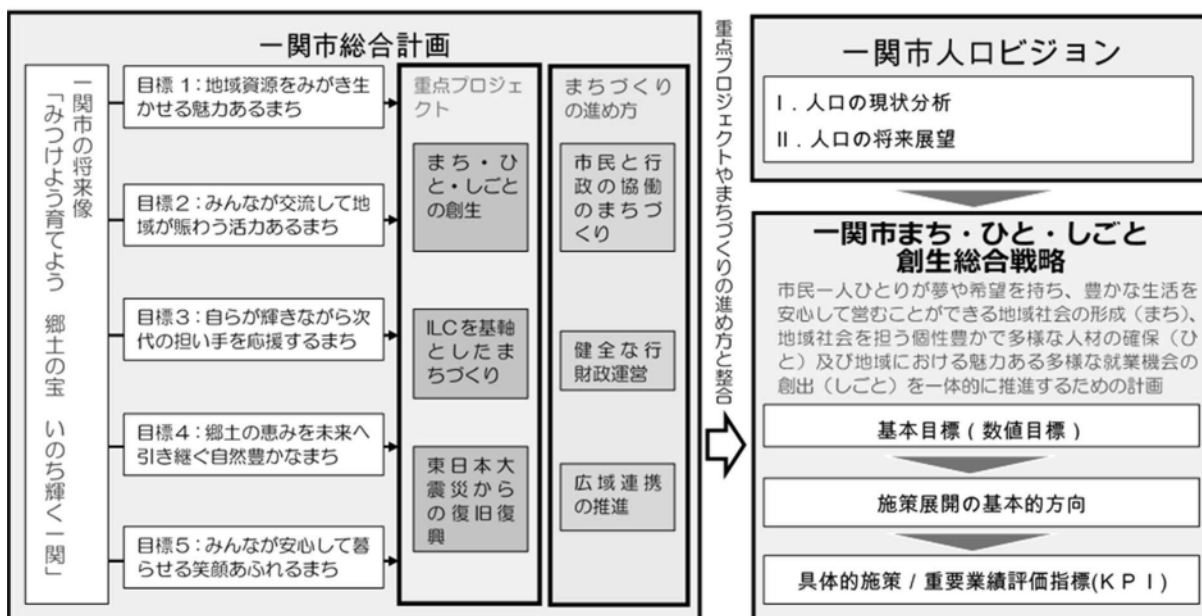 一関市総合計画
一関市の将来像
「みつけよう育てよう 郷土の宝 いのち輝く一関」
目標1：地域資源をみがき生
かせる魅力あるまち
目標2：みんなが交流して地
域が賑わう活力あるまち
目標3：自らが輝きながら次
代の担い手を応援するまち
目標4：郷土の恵みを未来へ
引き継ぐ自然豊かなまち
目標5：みんなが安心して暮
らせる笑顔あふれるまち
重点プロジェ
クト
まち・ひ
と・しごと
の創生
ILCを基軸
としたま
ちづくり
東日本大
震災から
の復旧復
興
まちづくり
の進め方
市民と行
政の協働
のまちづ
くり
健全な行
財政運営
広域連携
の推進
重点プロジェクトやまちづくりの進め方と整合
一関市人口ビジョン
Ⅰ．人口の現状分析
Ⅱ．人口の将来展望
一関市まち・ひと・しごと
創生総合戦略
市民一人ひとりが夢や希望を持ち、豊かな生活を
安心して営むことができる地域社会の形成（まち）、
地域社会を担う個性豊かで多様な人材の確保（ひ
と）及び地域における魅力ある多様な就業機会の
創出（しごと）を一体的に推進するための計画
基本目標（数値目標）
施策展開の基本的方向
具体的施策 / 重要業績評価指標(ＫＰＩ)